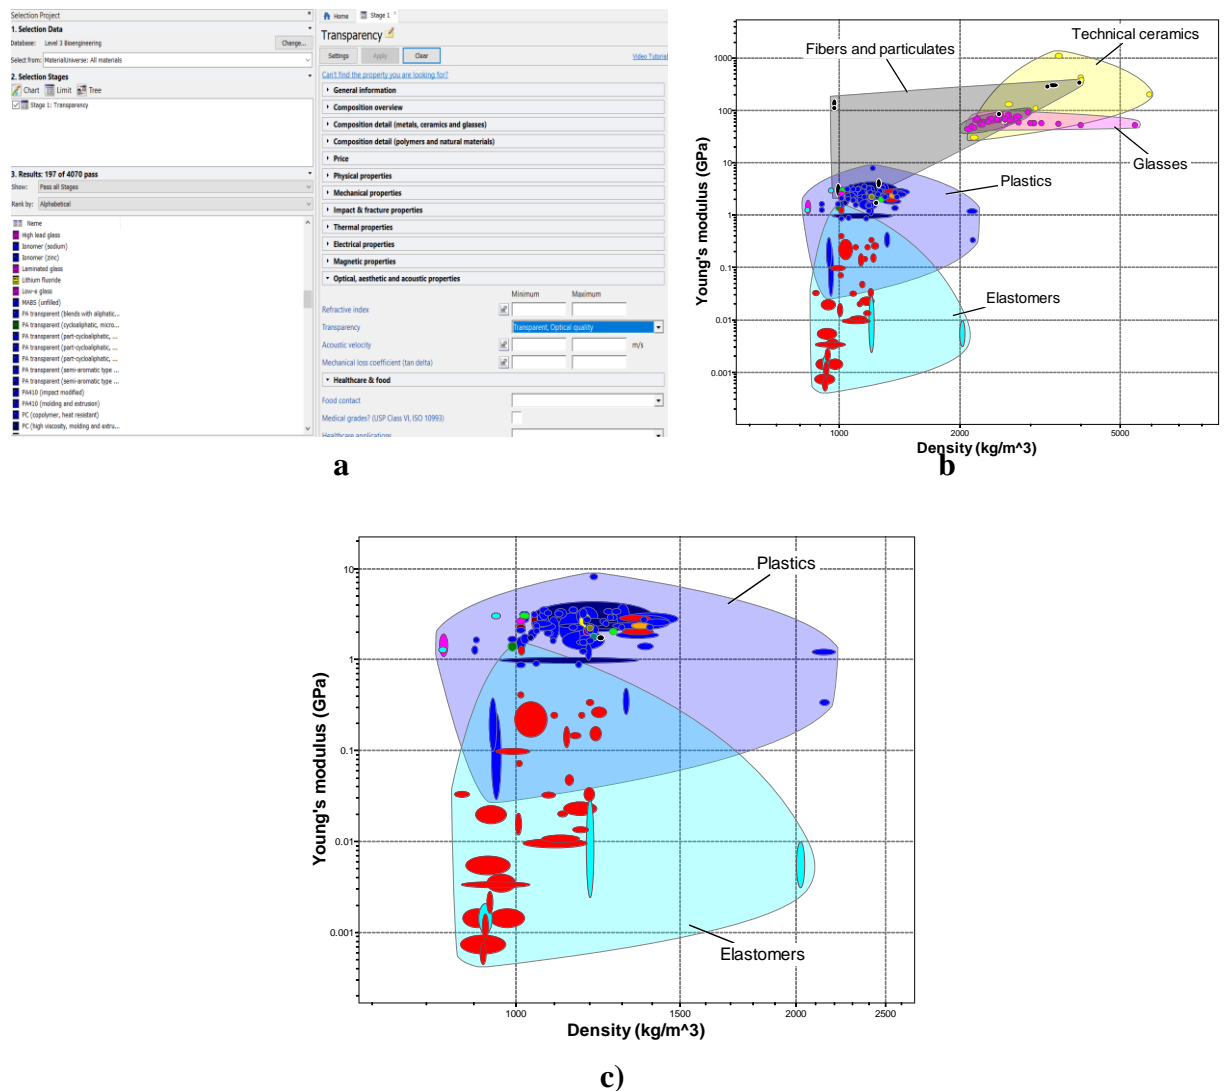 Selection Project
1. Selection Data
Database: Level 3 Bioengineering
Change...
Select from: MaterialUniverse: All materials
2. Selection Stages
Chart Limit Tree
Stage 1: Transparency
3. Results: 197 of 4070 pass
Show: Pass all Stages
Rank by: Alphabetical
Name
High lead glass
Ionomer (sodium)
Ionomer (zinc)
Laminated glass
Lithium fluoride
Low-e glass
MABS (unfilled)
PA transparent (blends with aliphatic...
PA transparent (cycloaliphatic, micro...
PA transparent (part-cycloaliphatic, ...
PA transparent (part-cycloaliphatic, ...
PA transparent (part-cycloaliphatic, ...
PA transparent (semi-aromatic type ...
PA transparent (semi-aromatic type ...
PA410 (impact modified)
PA410 (molding and extrusion)
PC (copolymer, heat resistant)
PC (high viscosity, molding and extru...
Home Stage 1
Transparency
Settings Apply Clear Video Tutorial
Can't find the property you are looking for?
General information
Composition overview
Composition detail (metals, ceramics and glasses)
Composition detail (polymers and natural materials)
Price
Physical properties
Mechanical properties
Impact & fracture properties
Thermal properties
Electrical properties
Magnetic properties
Optical, aesthetic and acoustic properties
Minimum Maximum
Refractive index
Transparency Transparent, Optical quality
Acoustic velocity m/s
Mechanical loss coefficient (tan delta)
Healthcare & food
Food contact
Medical grades? (USP Class VI, ISO 10993)
Healthcare applications
a
Young's modulus (GPa)
1000
100
10
1
0.1
0.01
0.001
Fibers and particulates
Technical ceramics
Glasses
Plastics
Elastomers
1000 2000 5000
Density (kg/m^3)
b
Young's modulus (GPa)
10
1
0.1
0.01
0.001
Plastics
Elastomers
1000 1500 2000 2500
Density (kg/m^3)
c)